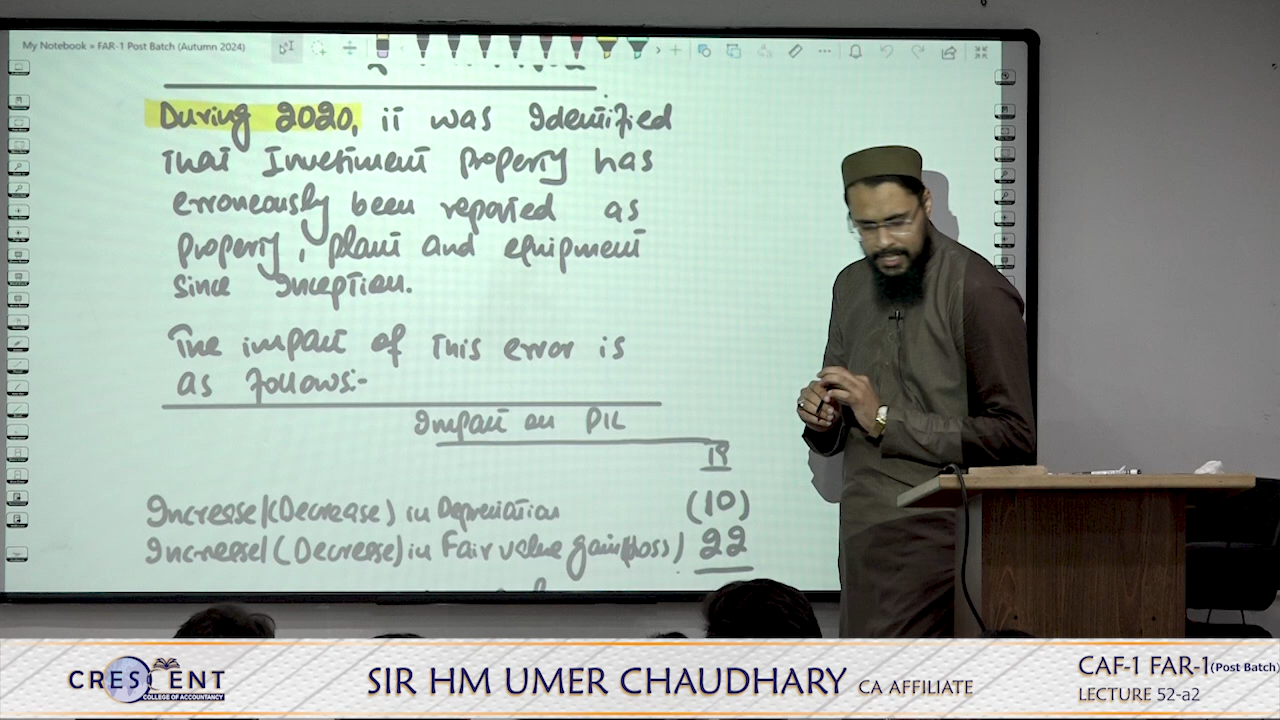 My Notebook » FAR-1 Post Batch (Autumn 2024)
During 2020, it was Identified
that Investment property has
erroneously been reported as
property, plant and equipment
since Inception.
The impact of this error is
as follows:-
Impact on P/L
19
Increase/(Decrease) in Depreciation (10)
Increase/(Decrease) in Fair value gain/(loss) 22
CRESCENT
COLLEGE OF ACCOUNTANCY
SIR HM UMER CHAUDHARY CA AFFILIATE
CAF-1 FAR-1 (Post Batch)
LECTURE 52-a2